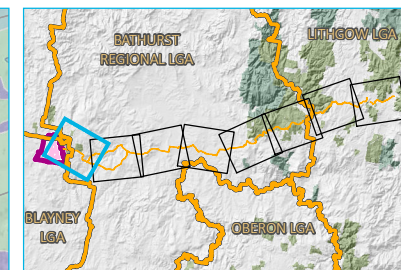 BATHURST
REGIONAL LGA
LITHGOW LGA
BLAYNEY
LGA
OBERON LGA